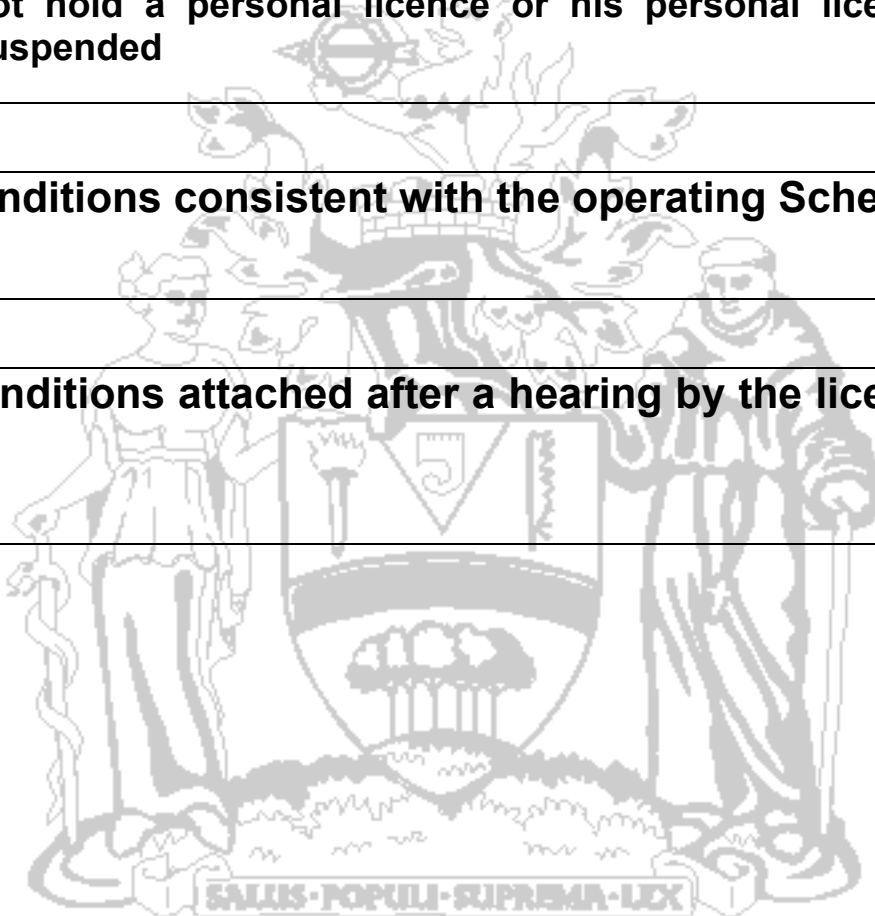 ot hold a personal licence or his personal lice
uspended
nditions consistent with the operating Sche
nditions attached after a hearing by the lice
SALUS·POPULI·SUPREMA·LEX